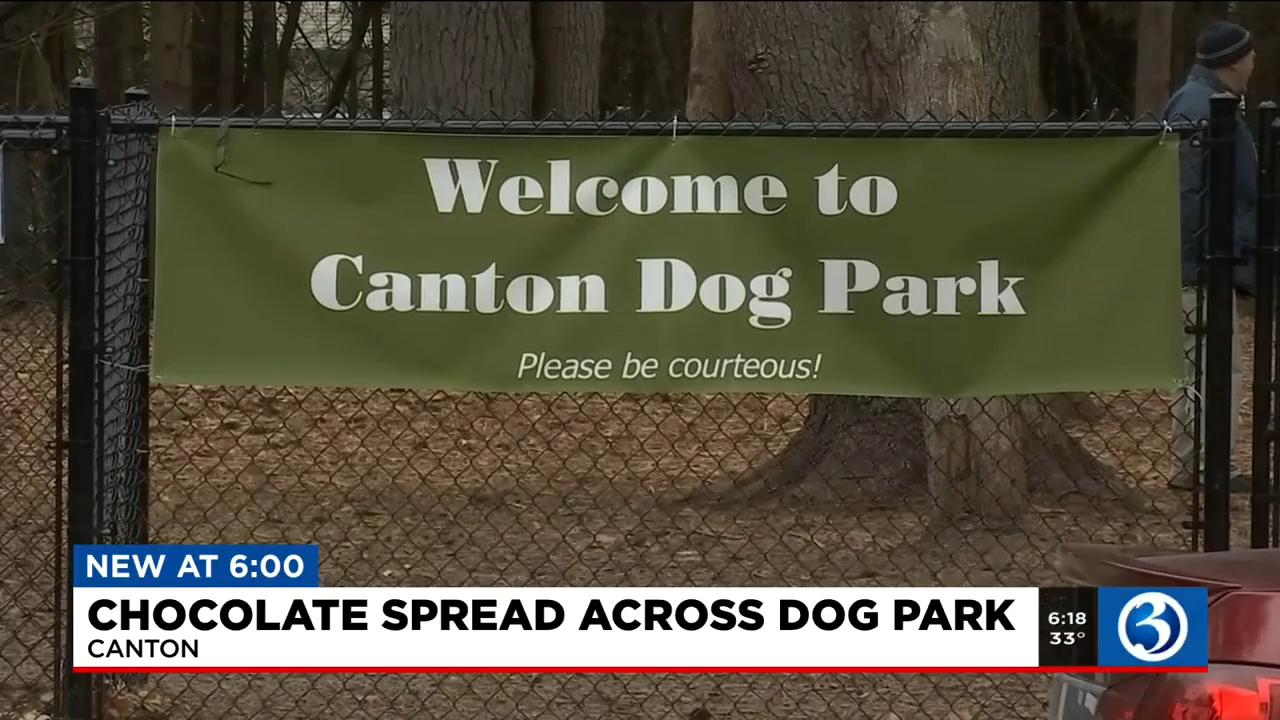 Welcome to
Canton Dog Park
Please be courteous!
NEW AT 6:00
CHOCOLATE SPREAD ACROSS DOG PARK
CANTON
6:18
33°
3